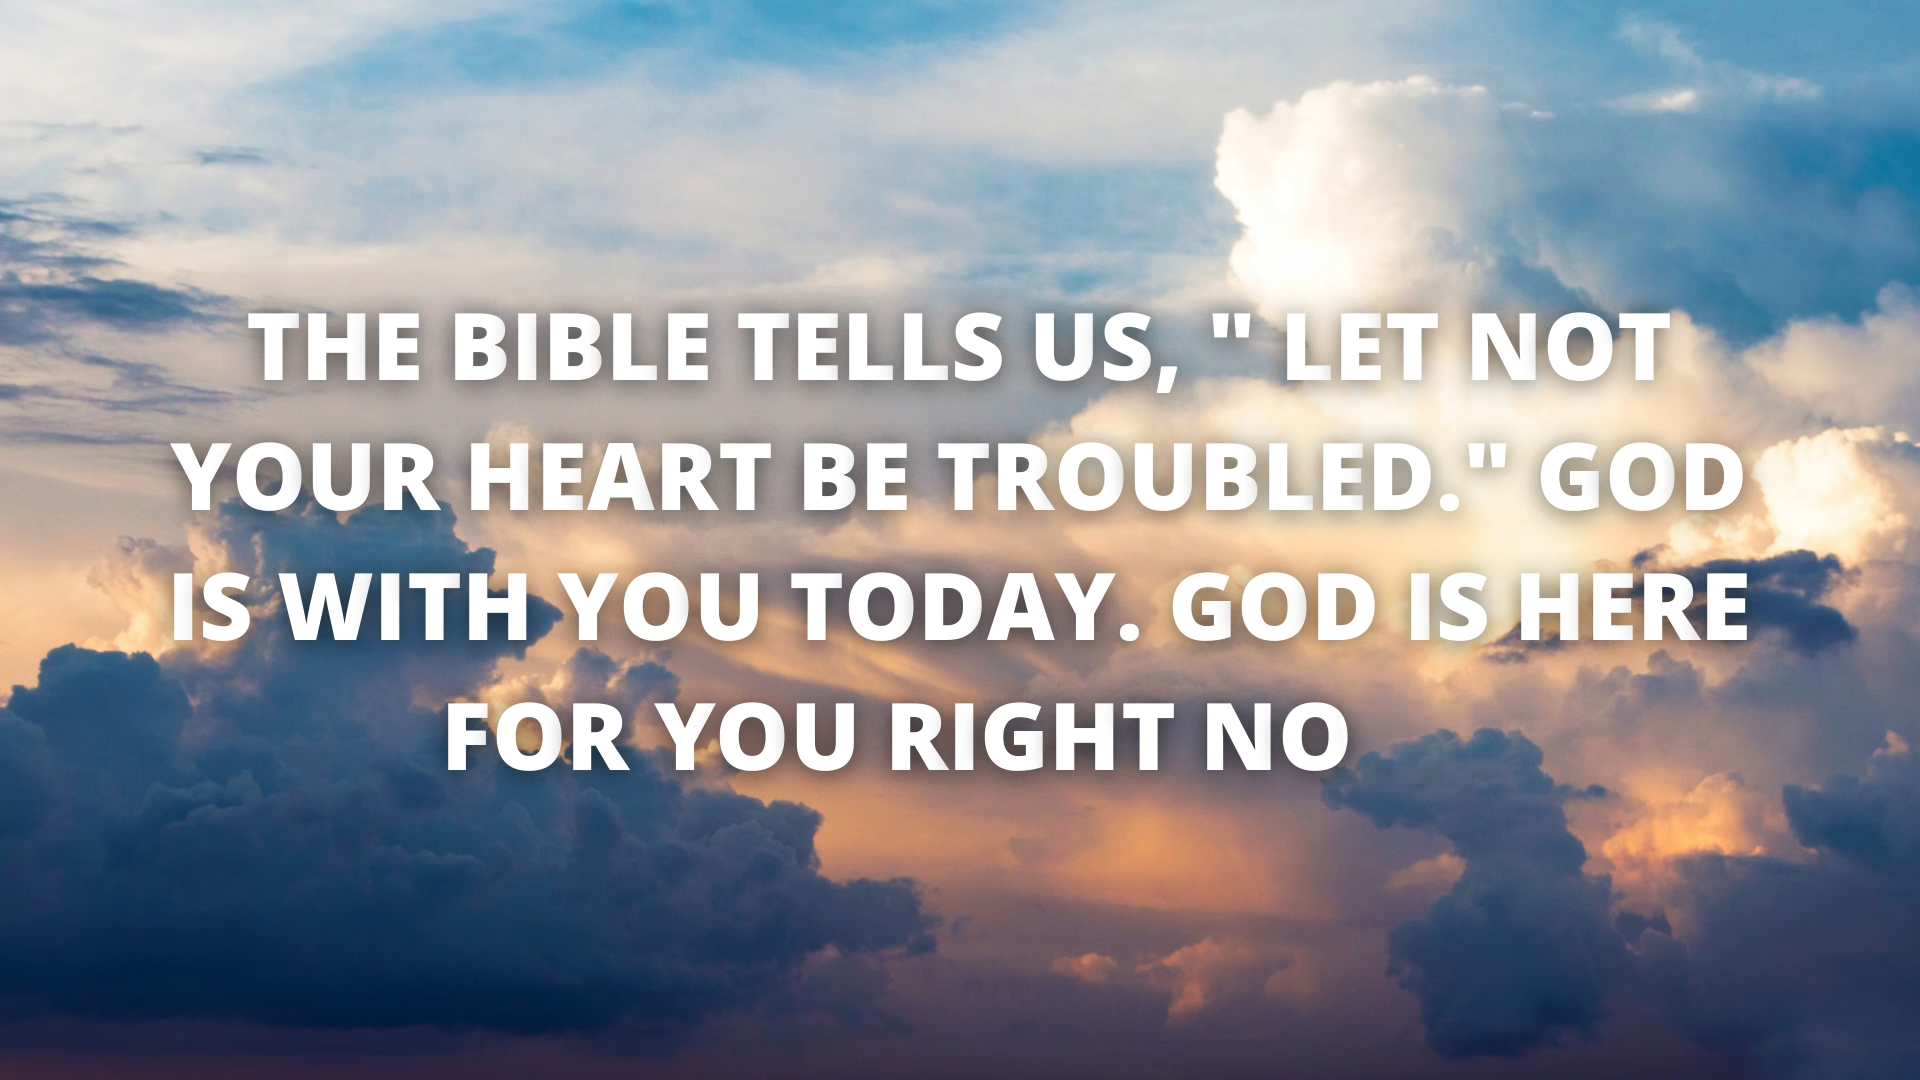 THE BIBLE TELLS US, " LET NOT
YOUR HEART BE TROUBLED." GOD
IS WITH YOU TODAY. GOD IS HERE
FOR YOU RIGHT NO